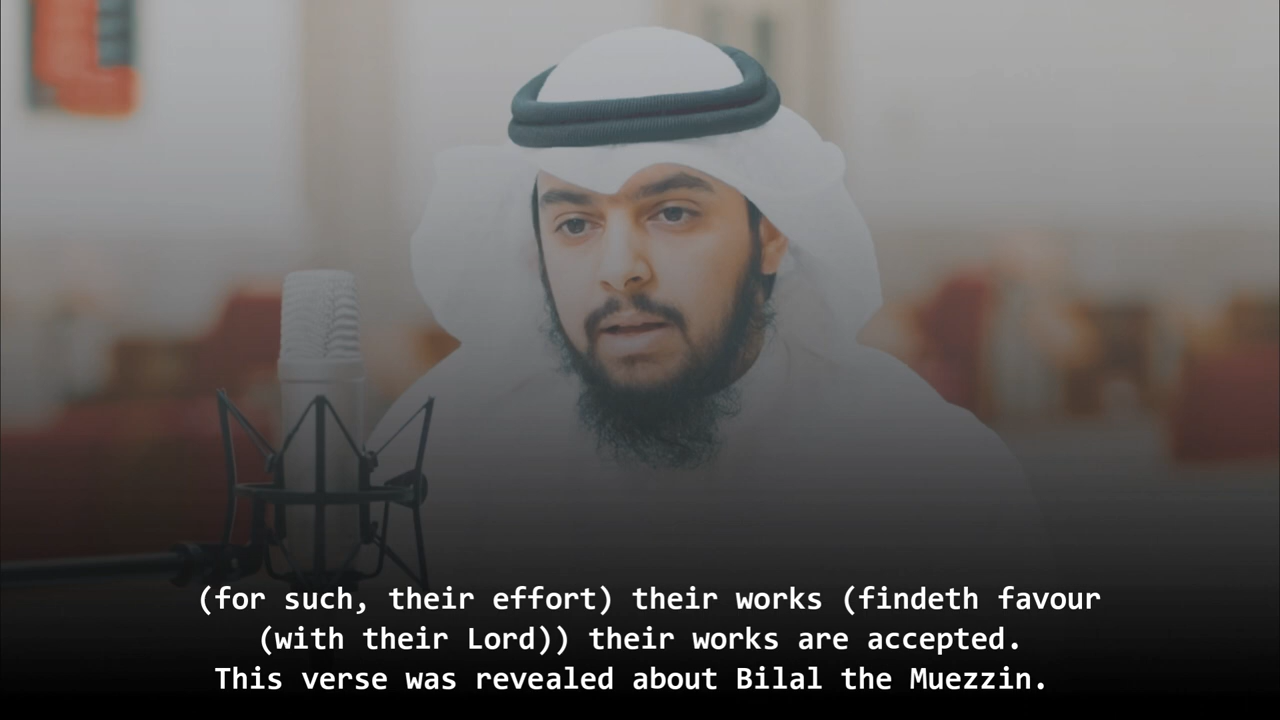 (for such, their effort) their works (findeth favour
(with their Lord)) their works are accepted.
This verse was revealed about Bilal the Muezzin.